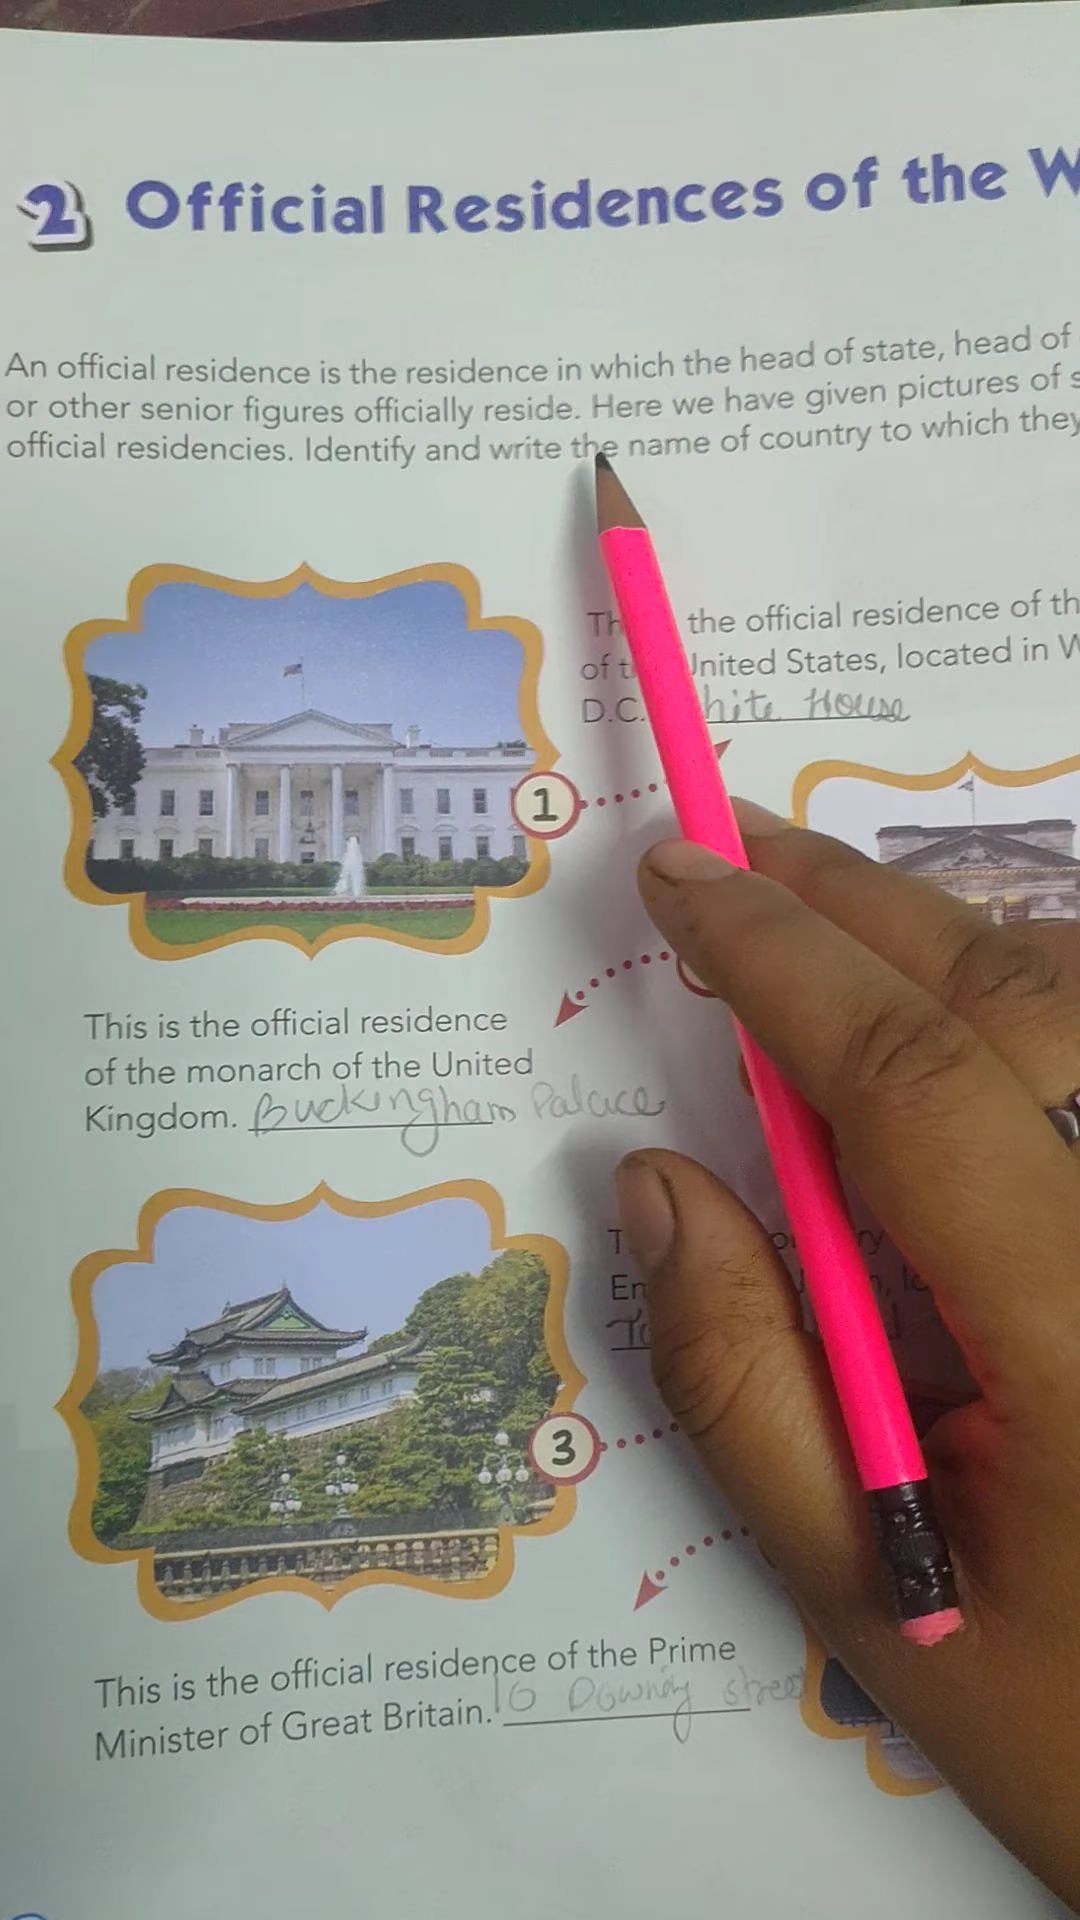 2 Official Residences of the
An official residence is the residence in which the head of state, head of
or other senior figures officially reside. Here we have given pictures of
official residencies. Identify and write the name of country to which they
the official residence of
of United States, located in
D.C. House
1
This is the official residence
of the monarch of the United
Kingdom. Buckingham Palace
3
This is the official residence of the Prime
Minister of Great Britain. 10 Downing street